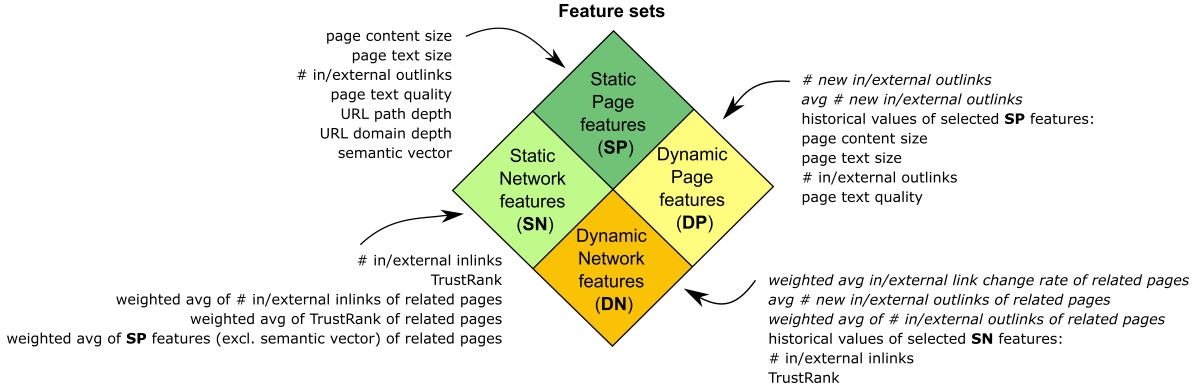 Feature sets
page content size
page text size
# in/external outlinks
page text quality
URL path depth
URL domain depth
semantic vector
Static
Page
features
(SP)
# new in/external outlinks
avg # new in/external outlinks
historical values of selected SP features:
page content size
page text size
# in/external outlinks
page text quality
Static
Network
features
(SN)
Dynamic
Page
features
(DP)
Dynamic
Network
features
(DN)
# in/external inlinks
TrustRank
weighted avg of # in/external inlinks of related pages
weighted avg of TrustRank of related pages
weighted avg of SP features (excl. semantic vector) of related pages
weighted avg in/external link change rate of related pages
avg # new in/external outlinks of related pages
weighted avg of # in/external outlinks of related pages
historical values of selected SN features:
# in/external inlinks
TrustRank